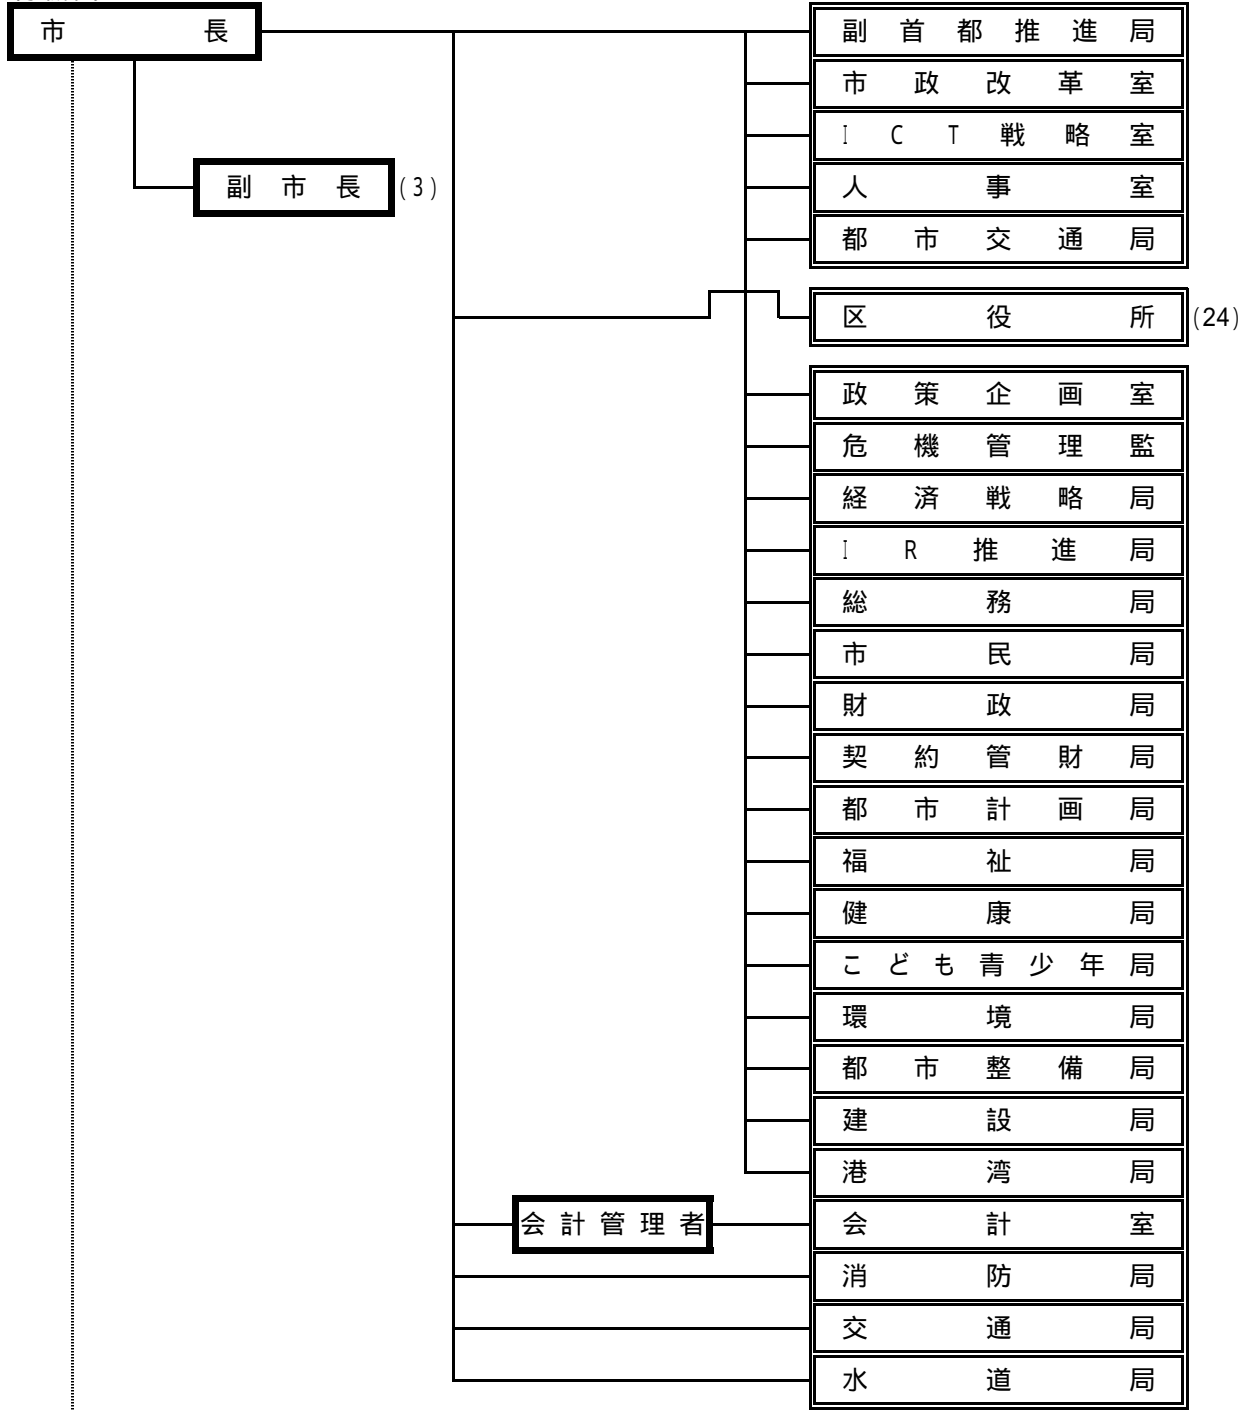 市長
副首都推進局
市政改革室
ICT戦略室
人事室
副市長(3)
都市交通局
区役所(24)
政策企画室
危機管理監
経済戦略局
IR推進局
総務局
市民局
財政局
契約管財局
都市計画局
福祉局
健康局
こども青少年局
環境局
都市整備局
建設局
港湾局
会計管理者
会計室
消防局
交通局
水道局